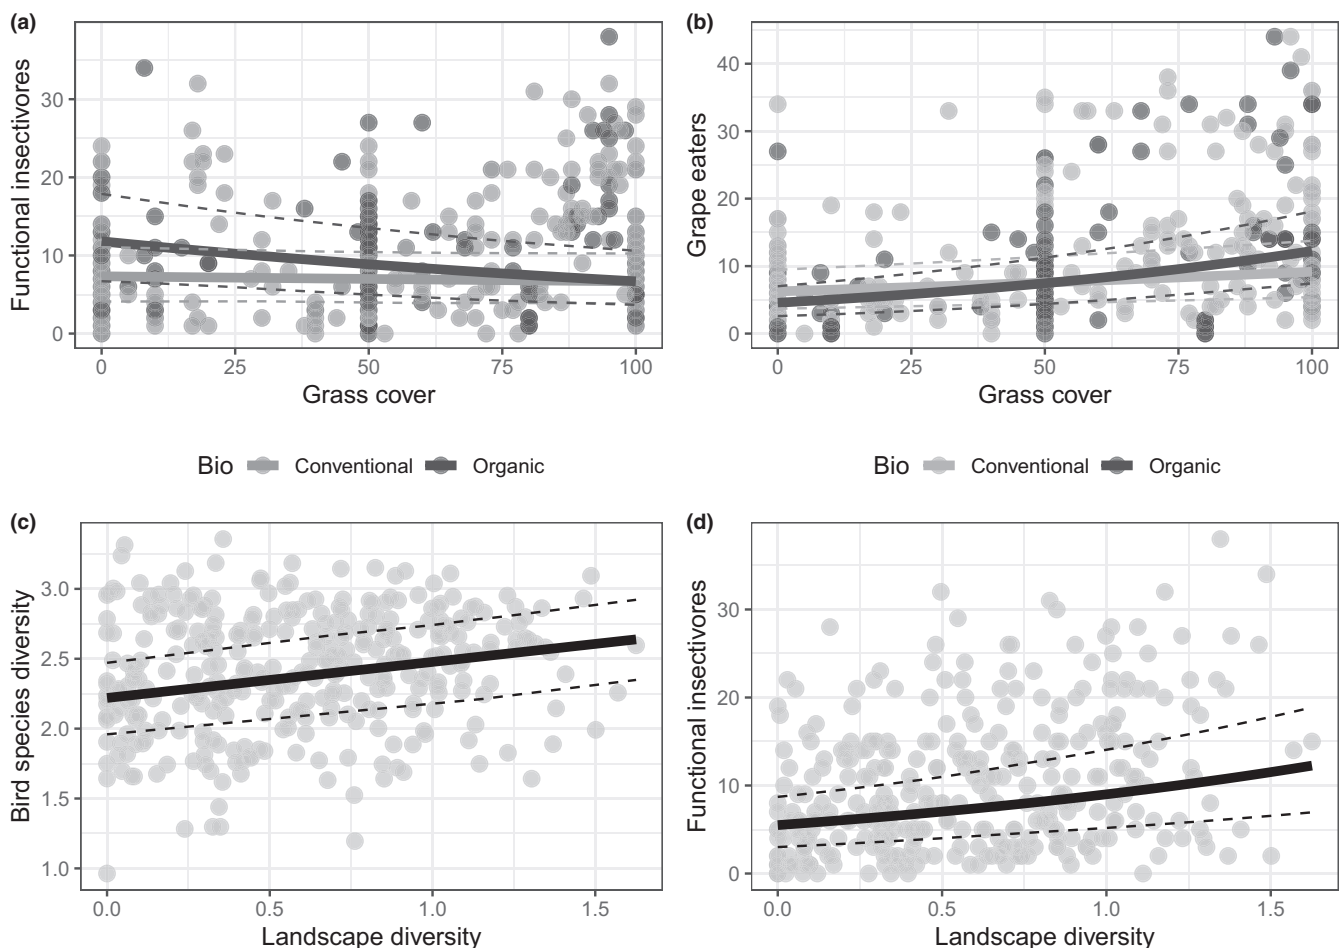 (a)
Functional insectivores
30
20
10
0
0 25 50 75 100
Grass cover
Bio Conventional Organic
(b)
Grape eaters
40
30
20
10
0
0 25 50 75 100
Grass cover
Bio Conventional Organic
(c)
Bird species diversity
3.0
2.5
2.0
1.5
1.0
0.0 0.5 1.0 1.5
Landscape diversity
(d)
Functional insectivores
30
20
10
0
0.0 0.5 1.0 1.5
Landscape diversity